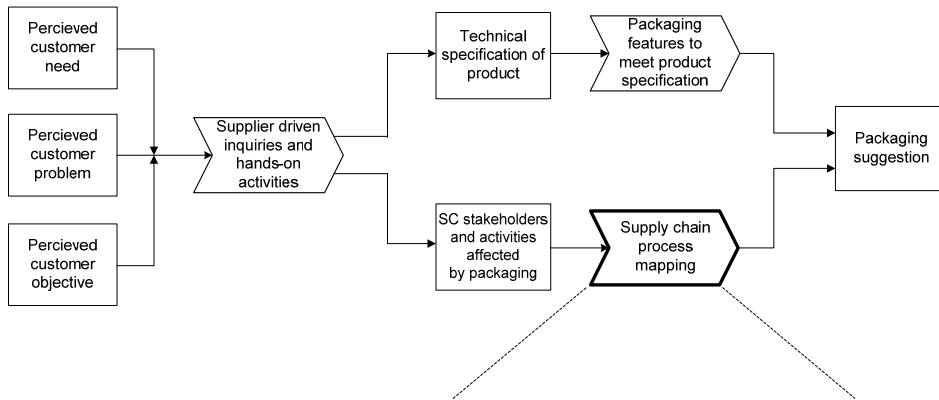 Percieved
customer
need
Percieved
customer
problem
Percieved
customer
objective
Supplier driven
inquiries and
hands-on
activities
Technical
specification of
product
Packaging
features to
meet product
specification
SC stakeholders
and activities
affected
by packaging
Supply chain
process
mapping
Packaging
suggestion